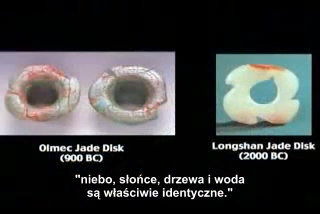 Olmec Jade Disk
(900 BC)
Longshan Jade Disk
(2000 BC)
"niebo, słońce, drzewa i woda
są właściwie identyczne."